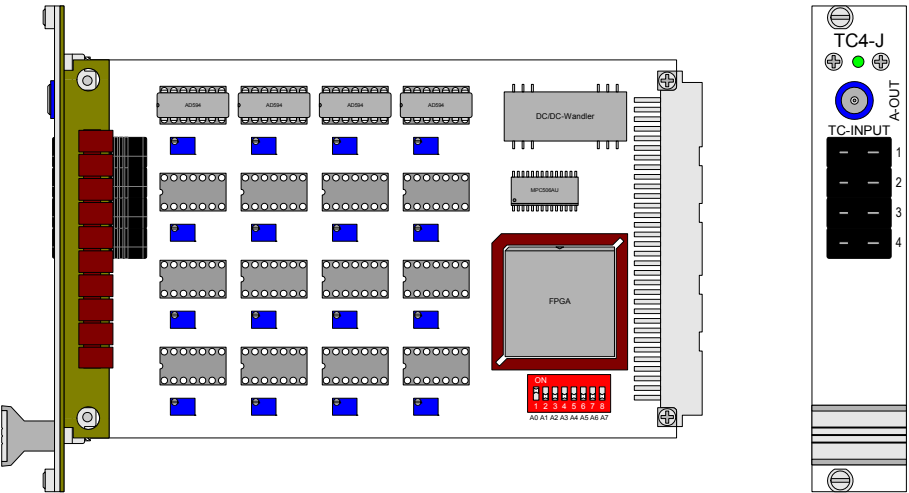 AD594 AD594 AD594 AD594
DC/DC-Wandler
MPC506AU
FPGA
ON
1 2 3 4 5 6 7 8
A0 A1 A2 A3 A4 A5 A6 A7
TC4-J
A-OUT
TC-INPUT
1
2
3
4